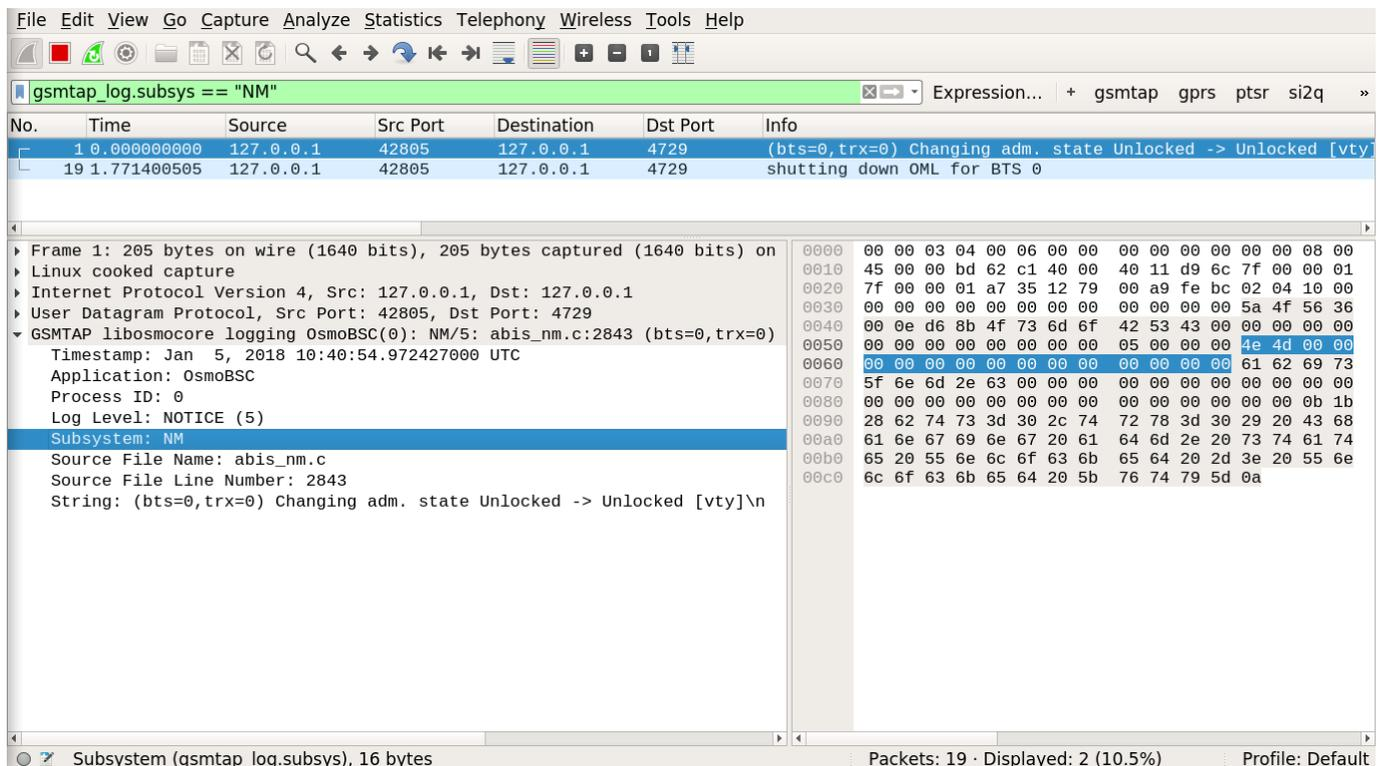 File Edit View Go Capture Analyze Statistics Telephony Wireless Tools Help
gsmtap_log.subsys == "NM" Expression… + gsmtap gprs ptsr si2q »
No. Time Source Src Port Destination Dst Port Info
1 0.000000000 127.0.0.1 42805 127.0.0.1 4729 (bts=0,trx=0) Changing adm. state Unlocked -> Unlocked [vty]
19 1.771400505 127.0.0.1 42805 127.0.0.1 4729 shutting down OML for BTS 0
Frame 1: 205 bytes on wire (1640 bits), 205 bytes captured (1640 bits) on
Linux cooked capture
Internet Protocol Version 4, Src: 127.0.0.1, Dst: 127.0.0.1
User Datagram Protocol, Src Port: 42805, Dst Port: 4729
GSMTAP libosmocore logging OsmoBSC(0): NM/5: abis_nm.c:2843 (bts=0,trx=0)
Timestamp: Jan  5, 2018 10:40:54.972427000 UTC
Application: OsmoBSC
Process ID: 0
Log Level: NOTICE (5)
Subsystem: NM
Source File Name: abis_nm.c
Source File Line Number: 2843
String: (bts=0,trx=0) Changing adm. state Unlocked -> Unlocked [vty]\n
0000 00 00 03 04 00 06 00 00 00 00 00 00 00 00 08 00
0010 45 00 00 bd 62 c1 40 00 40 11 d9 6c 7f 00 00 01
0020 7f 00 00 01 a7 35 12 79 00 a9 fe bc 02 04 10 00
0030 00 00 00 00 00 00 00 00 00 00 00 00 5a 4f 56 36
0040 00 0e d6 8b 4f 73 6d 6f 42 53 43 00 00 00 00 00
0050 00 00 00 00 00 00 00 00 05 00 00 00 4e 4d 00 00
0060 00 00 00 00 00 00 00 00 00 00 00 00 61 62 69 73
0070 5f 6e 6d 2e 63 00 00 00 00 00 00 00 00 00 00 00
0080 00 00 00 00 00 00 00 00 00 00 00 00 00 00 0b 1b
0090 28 62 74 73 3d 30 2c 74 72 78 3d 30 29 20 43 68
00a0 61 6e 67 69 6e 67 20 61 64 6d 2e 20 73 74 61 74
00b0 65 20 55 6e 6c 6f 63 6b 65 64 20 2d 3e 20 55 6e
00c0 6c 6f 63 6b 65 64 20 5b 76 74 79 5d 0a
Subsystem (gsmtap_log.subsys), 16 bytes Packets: 19 · Displayed: 2 (10.5%) Profile: Default